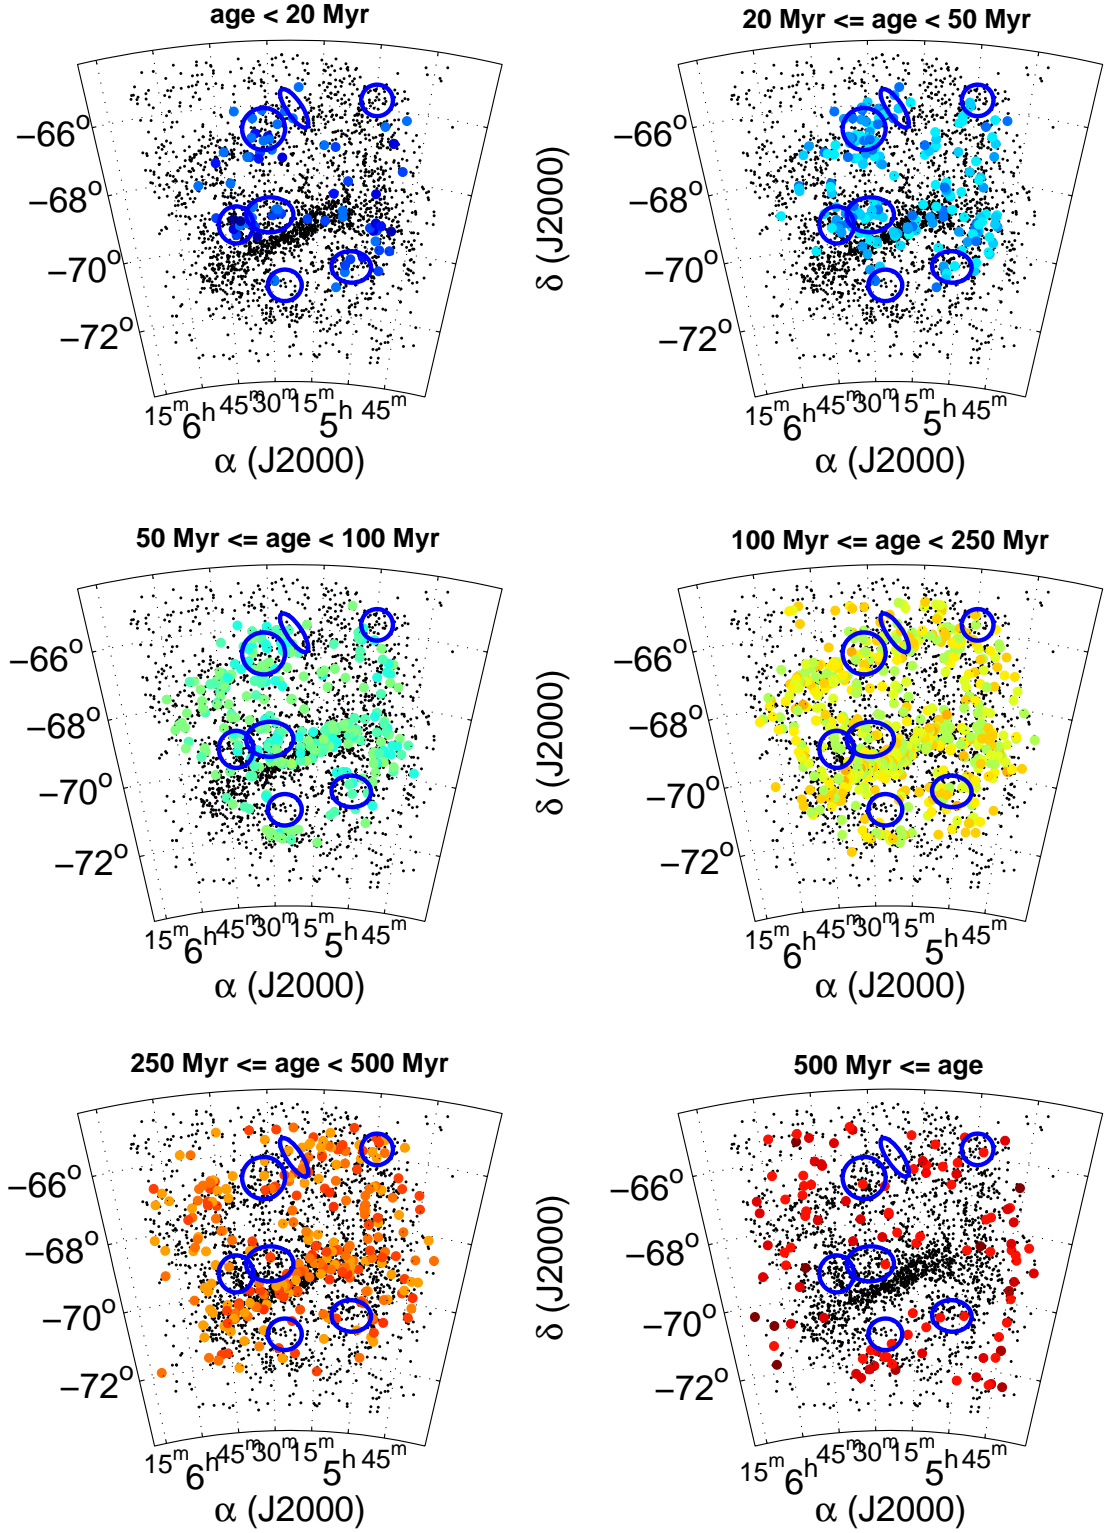 age < 20 Myr
20 Myr <= age < 50 Myr
−66°
−68°
−70°
−72°
15ᵐ 6ʰ 45ᵐ 30ᵐ 15ᵐ 5ʰ 45ᵐ
α (J2000)
δ (J2000)
−66°
−68°
−70°
−72°
15ᵐ 6ʰ 45ᵐ 30ᵐ 15ᵐ 5ʰ 45ᵐ
α (J2000)
50 Myr <= age < 100 Myr
100 Myr <= age < 250 Myr
−66°
−68°
−70°
−72°
15ᵐ 6ʰ 45ᵐ 30ᵐ 15ᵐ 5ʰ 45ᵐ
α (J2000)
δ (J2000)
−66°
−68°
−70°
−72°
15ᵐ 6ʰ 45ᵐ 30ᵐ 15ᵐ 5ʰ 45ᵐ
α (J2000)
250 Myr <= age < 500 Myr
500 Myr <= age
−66°
−68°
−70°
−72°
15ᵐ 6ʰ 45ᵐ 30ᵐ 15ᵐ 5ʰ 45ᵐ
α (J2000)
δ (J2000)
−66°
−68°
−70°
−72°
15ᵐ 6ʰ 45ᵐ 30ᵐ 15ᵐ 5ʰ 45ᵐ
α (J2000)